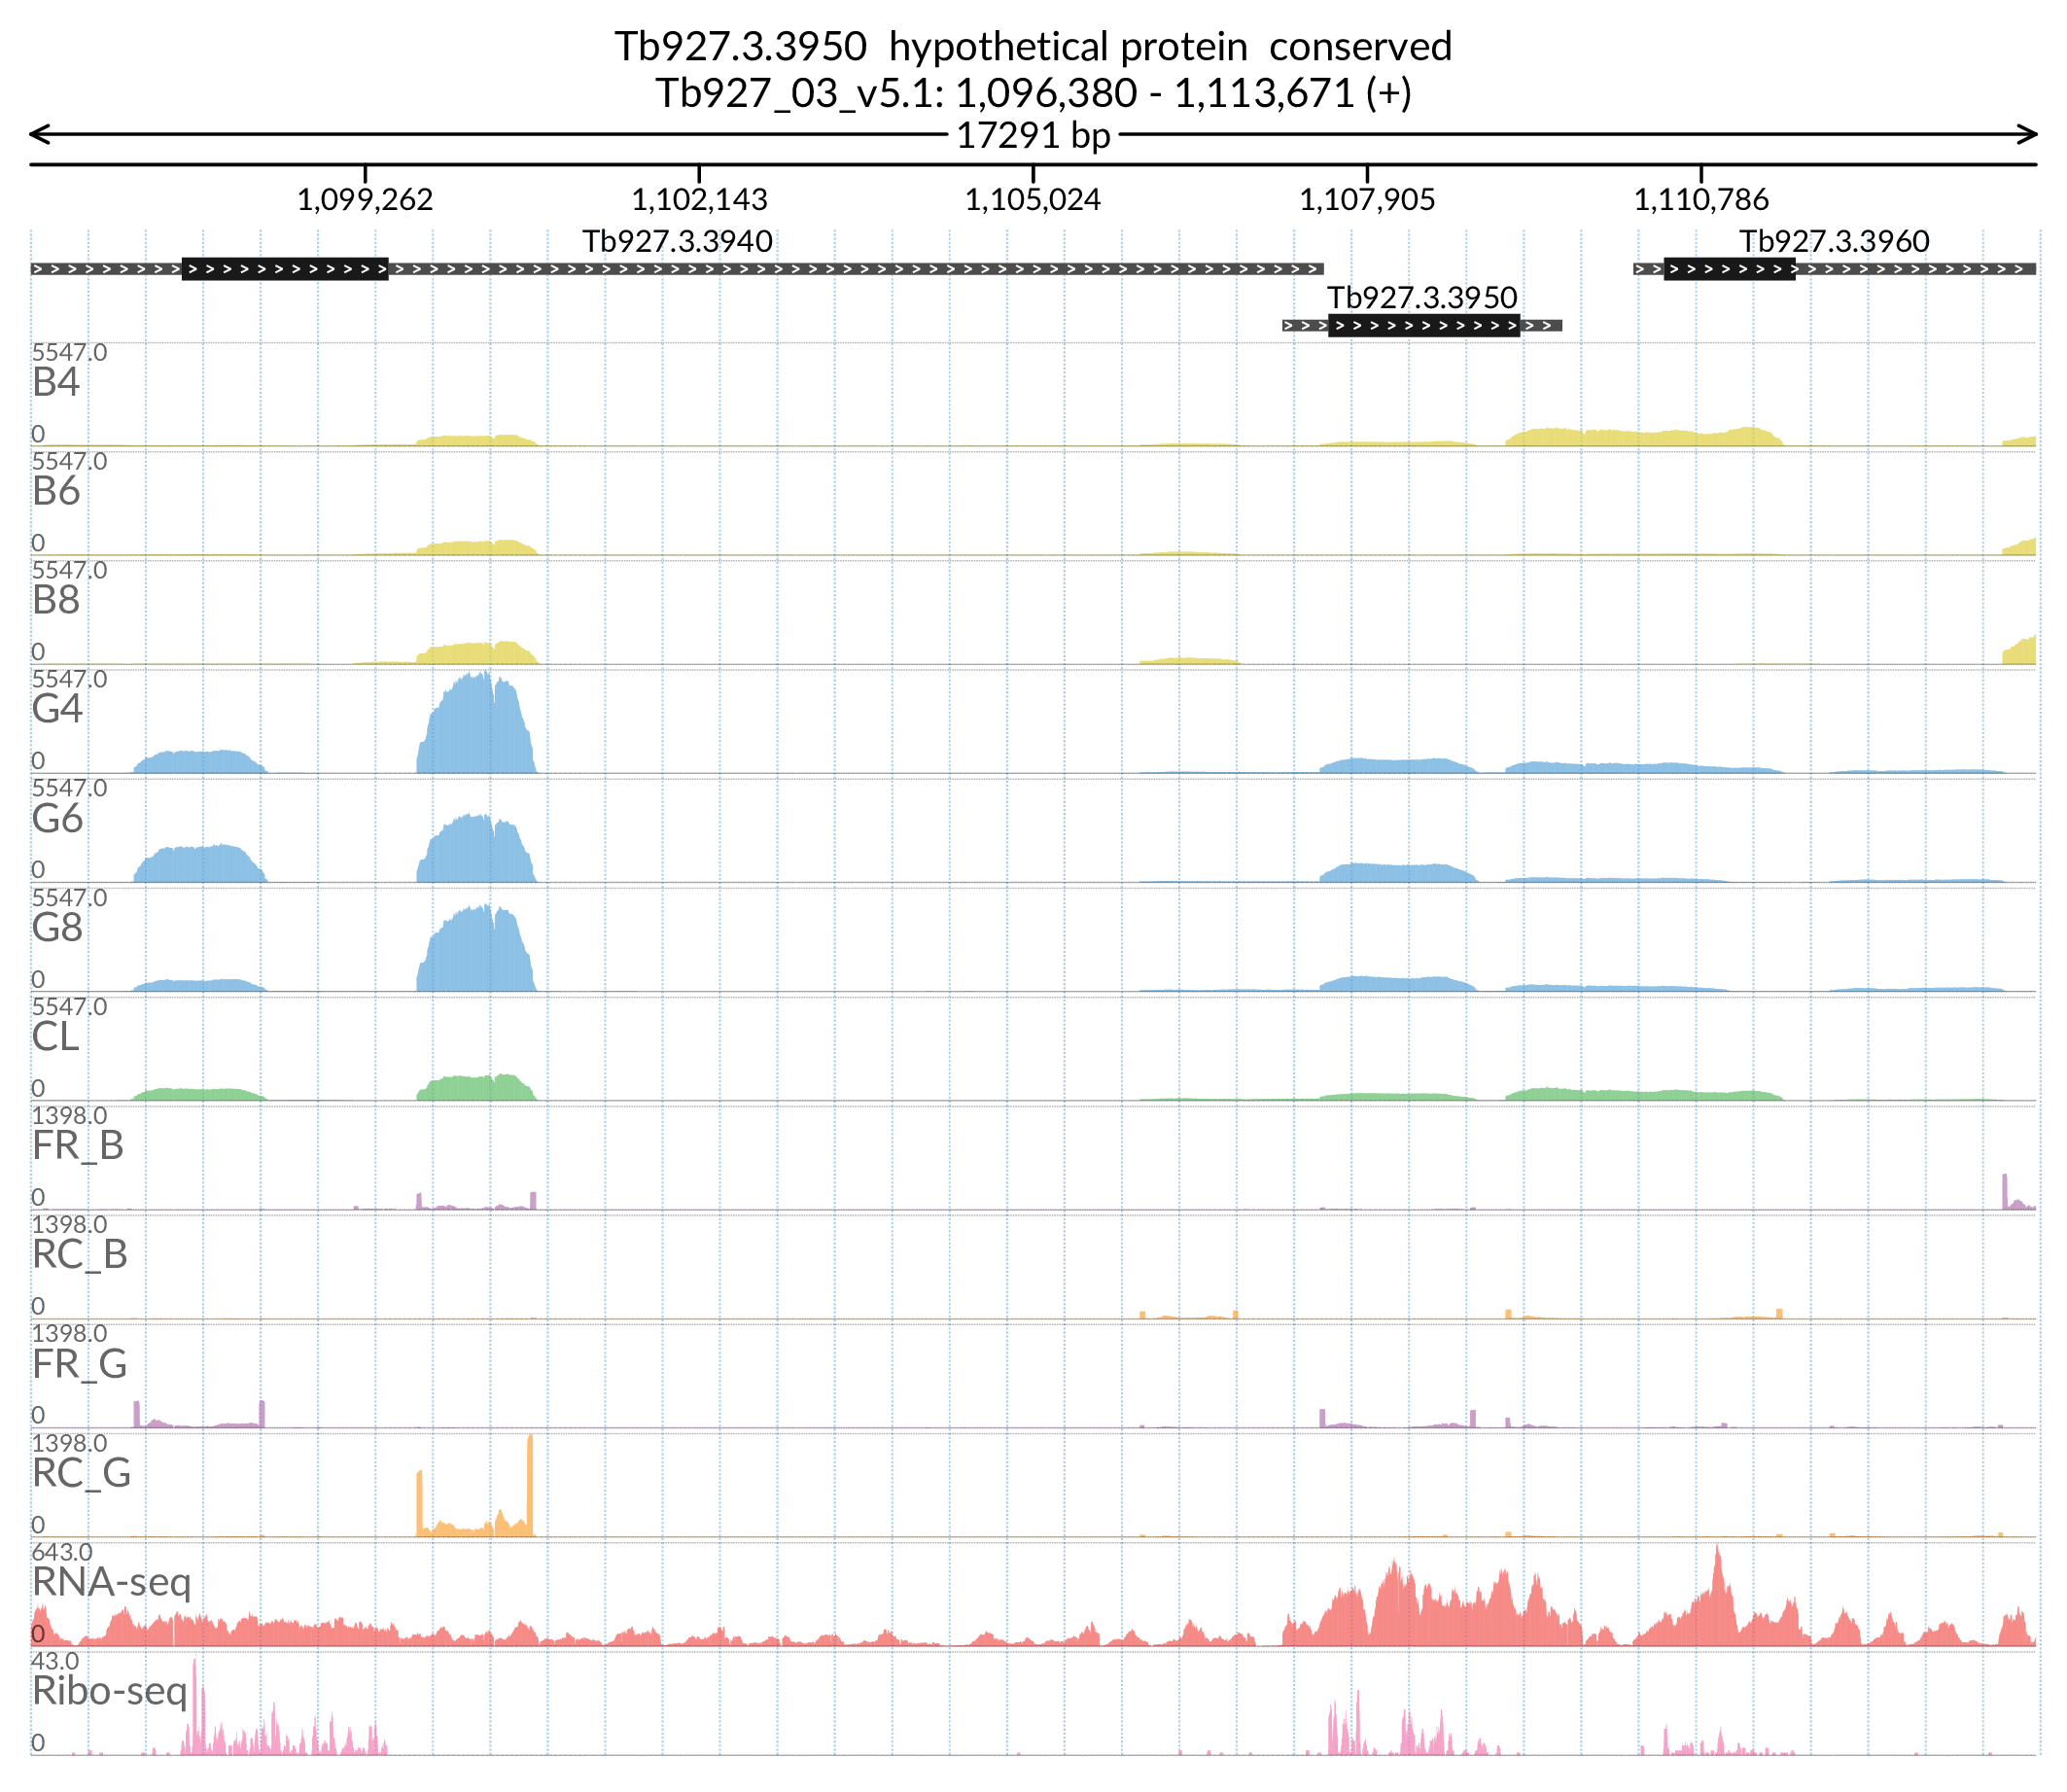 Tb927.3.3950 hypothetical protein conserved
Tb927_03_v5.1: 1,096,380 - 1,113,671 (+)
17291 bp
1,099,262 1,102,143 1,105,024 1,107,905 1,110,786
Tb927.3.3940 Tb927.3.3960
Tb927.3.3950
5547.0
B4
0
5547.0
B6
0
5547.0
B8
0
5547.0
G4
0
5547.0
G6
0
5547.0
G8
0
5547.0
CL
0
1398.0
FR_B
0
1398.0
RC_B
0
1398.0
FR_G
0
1398.0
RC_G
0
643.0
RNA-seq
0
43.0
Ribo-seq
0